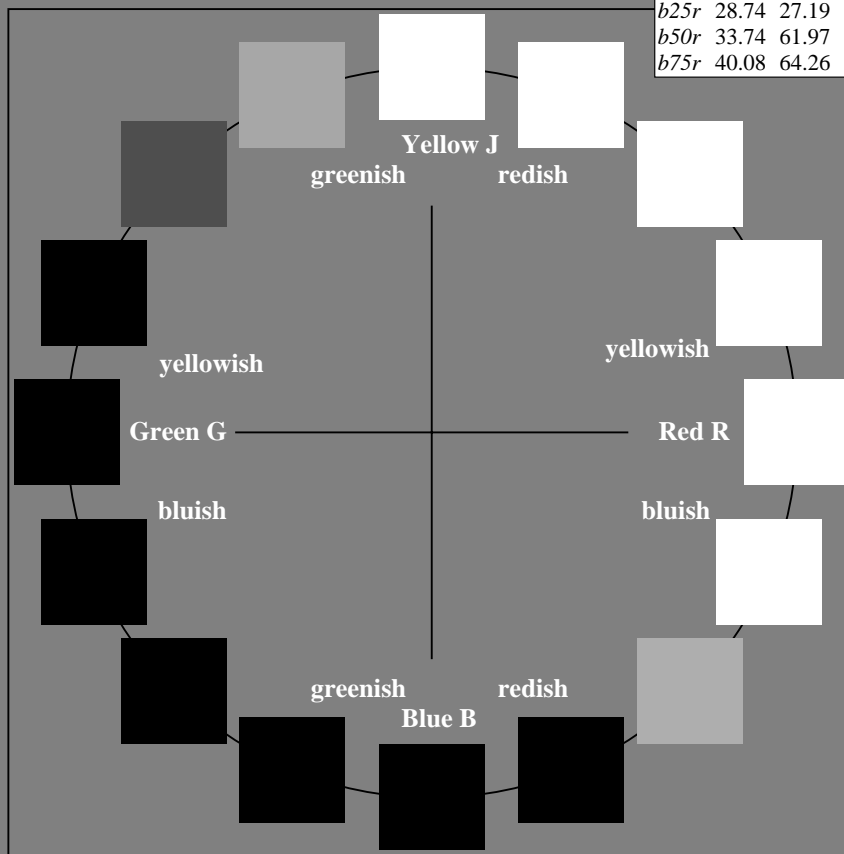 b25r 28.74 27.19
b50r 33.74 61.97
b75r 40.08 64.26
Yellow J
greenish redish
yellowish yellowish
Green G Red R
bluish bluish
greenish redish
Blue B